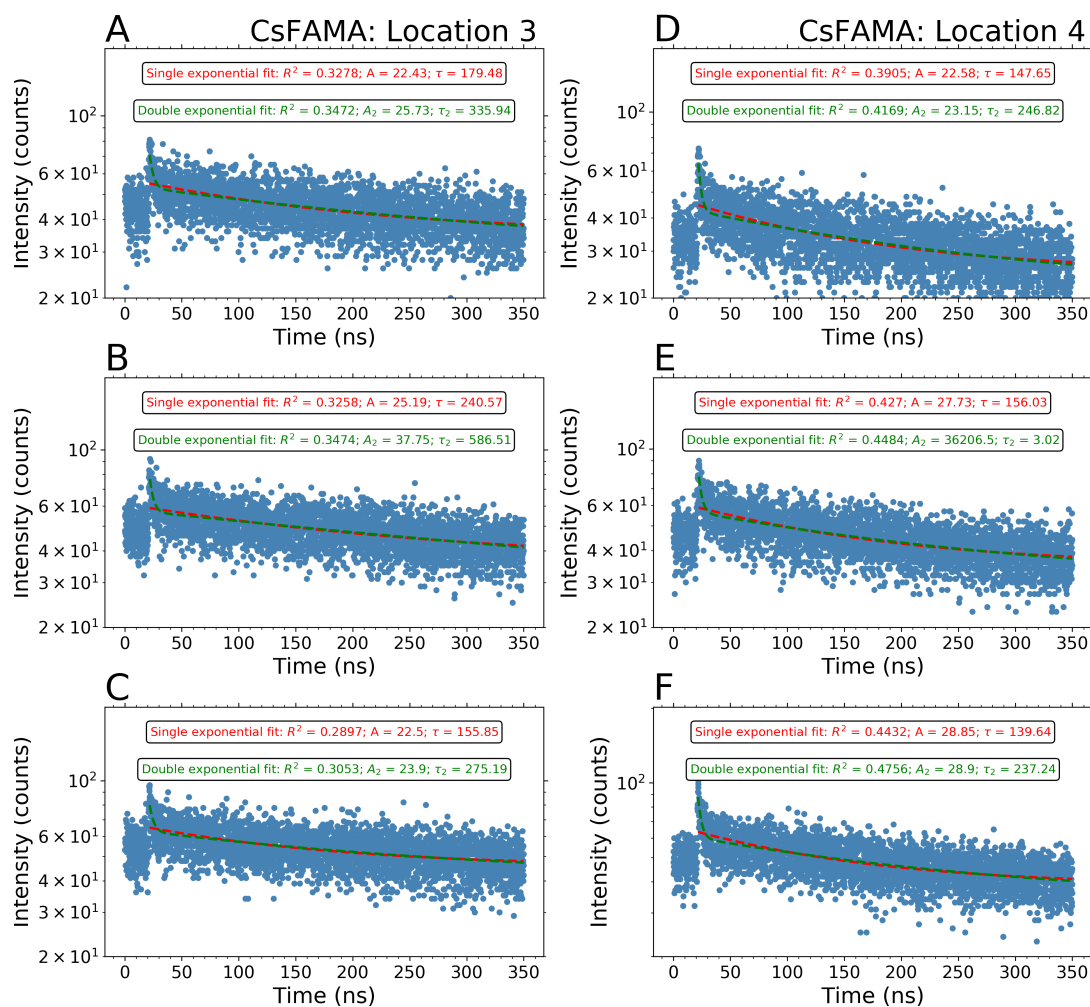 A CsFAMA: Location 3
Single exponential fit: R² = 0.3278; A = 22.43; τ = 179.48
Double exponential fit: R² = 0.3472; A₂ = 25.73; τ₂ = 335.94
Intensity (counts)
10²
6 × 10¹
4 × 10¹
3 × 10¹
2 × 10¹
0 50 100 150 200 250 300 350
Time (ns)
D CsFAMA: Location 4
Single exponential fit: R² = 0.3905; A = 22.58; τ = 147.65
Double exponential fit: R² = 0.4169; A₂ = 23.15; τ₂ = 246.82
Intensity (counts)
10²
6 × 10¹
4 × 10¹
3 × 10¹
2 × 10¹
0 50 100 150 200 250 300 350
Time (ns)
B
Single exponential fit: R² = 0.3258; A = 25.19; τ = 240.57
Double exponential fit: R² = 0.3474; A₂ = 37.75; τ₂ = 586.51
Intensity (counts)
10²
6 × 10¹
4 × 10¹
3 × 10¹
2 × 10¹
0 50 100 150 200 250 300 350
Time (ns)
E
Single exponential fit: R² = 0.427; A = 27.73; τ = 156.03
Double exponential fit: R² = 0.4484; A₂ = 36206.5; τ₂ = 3.02
Intensity (counts)
10²
6 × 10¹
4 × 10¹
3 × 10¹
2 × 10¹
0 50 100 150 200 250 300 350
Time (ns)
C
Single exponential fit: R² = 0.2897; A = 22.5; τ = 155.85
Double exponential fit: R² = 0.3053; A₂ = 23.9; τ₂ = 275.19
Intensity (counts)
10²
6 × 10¹
4 × 10¹
3 × 10¹
2 × 10¹
0 50 100 150 200 250 300 350
Time (ns)
F
Single exponential fit: R² = 0.4432; A = 28.85; τ = 139.64
Double exponential fit: R² = 0.4756; A₂ = 28.9; τ₂ = 237.24
Intensity (counts)
10²
0 50 100 150 200 250 300 350
Time (ns)